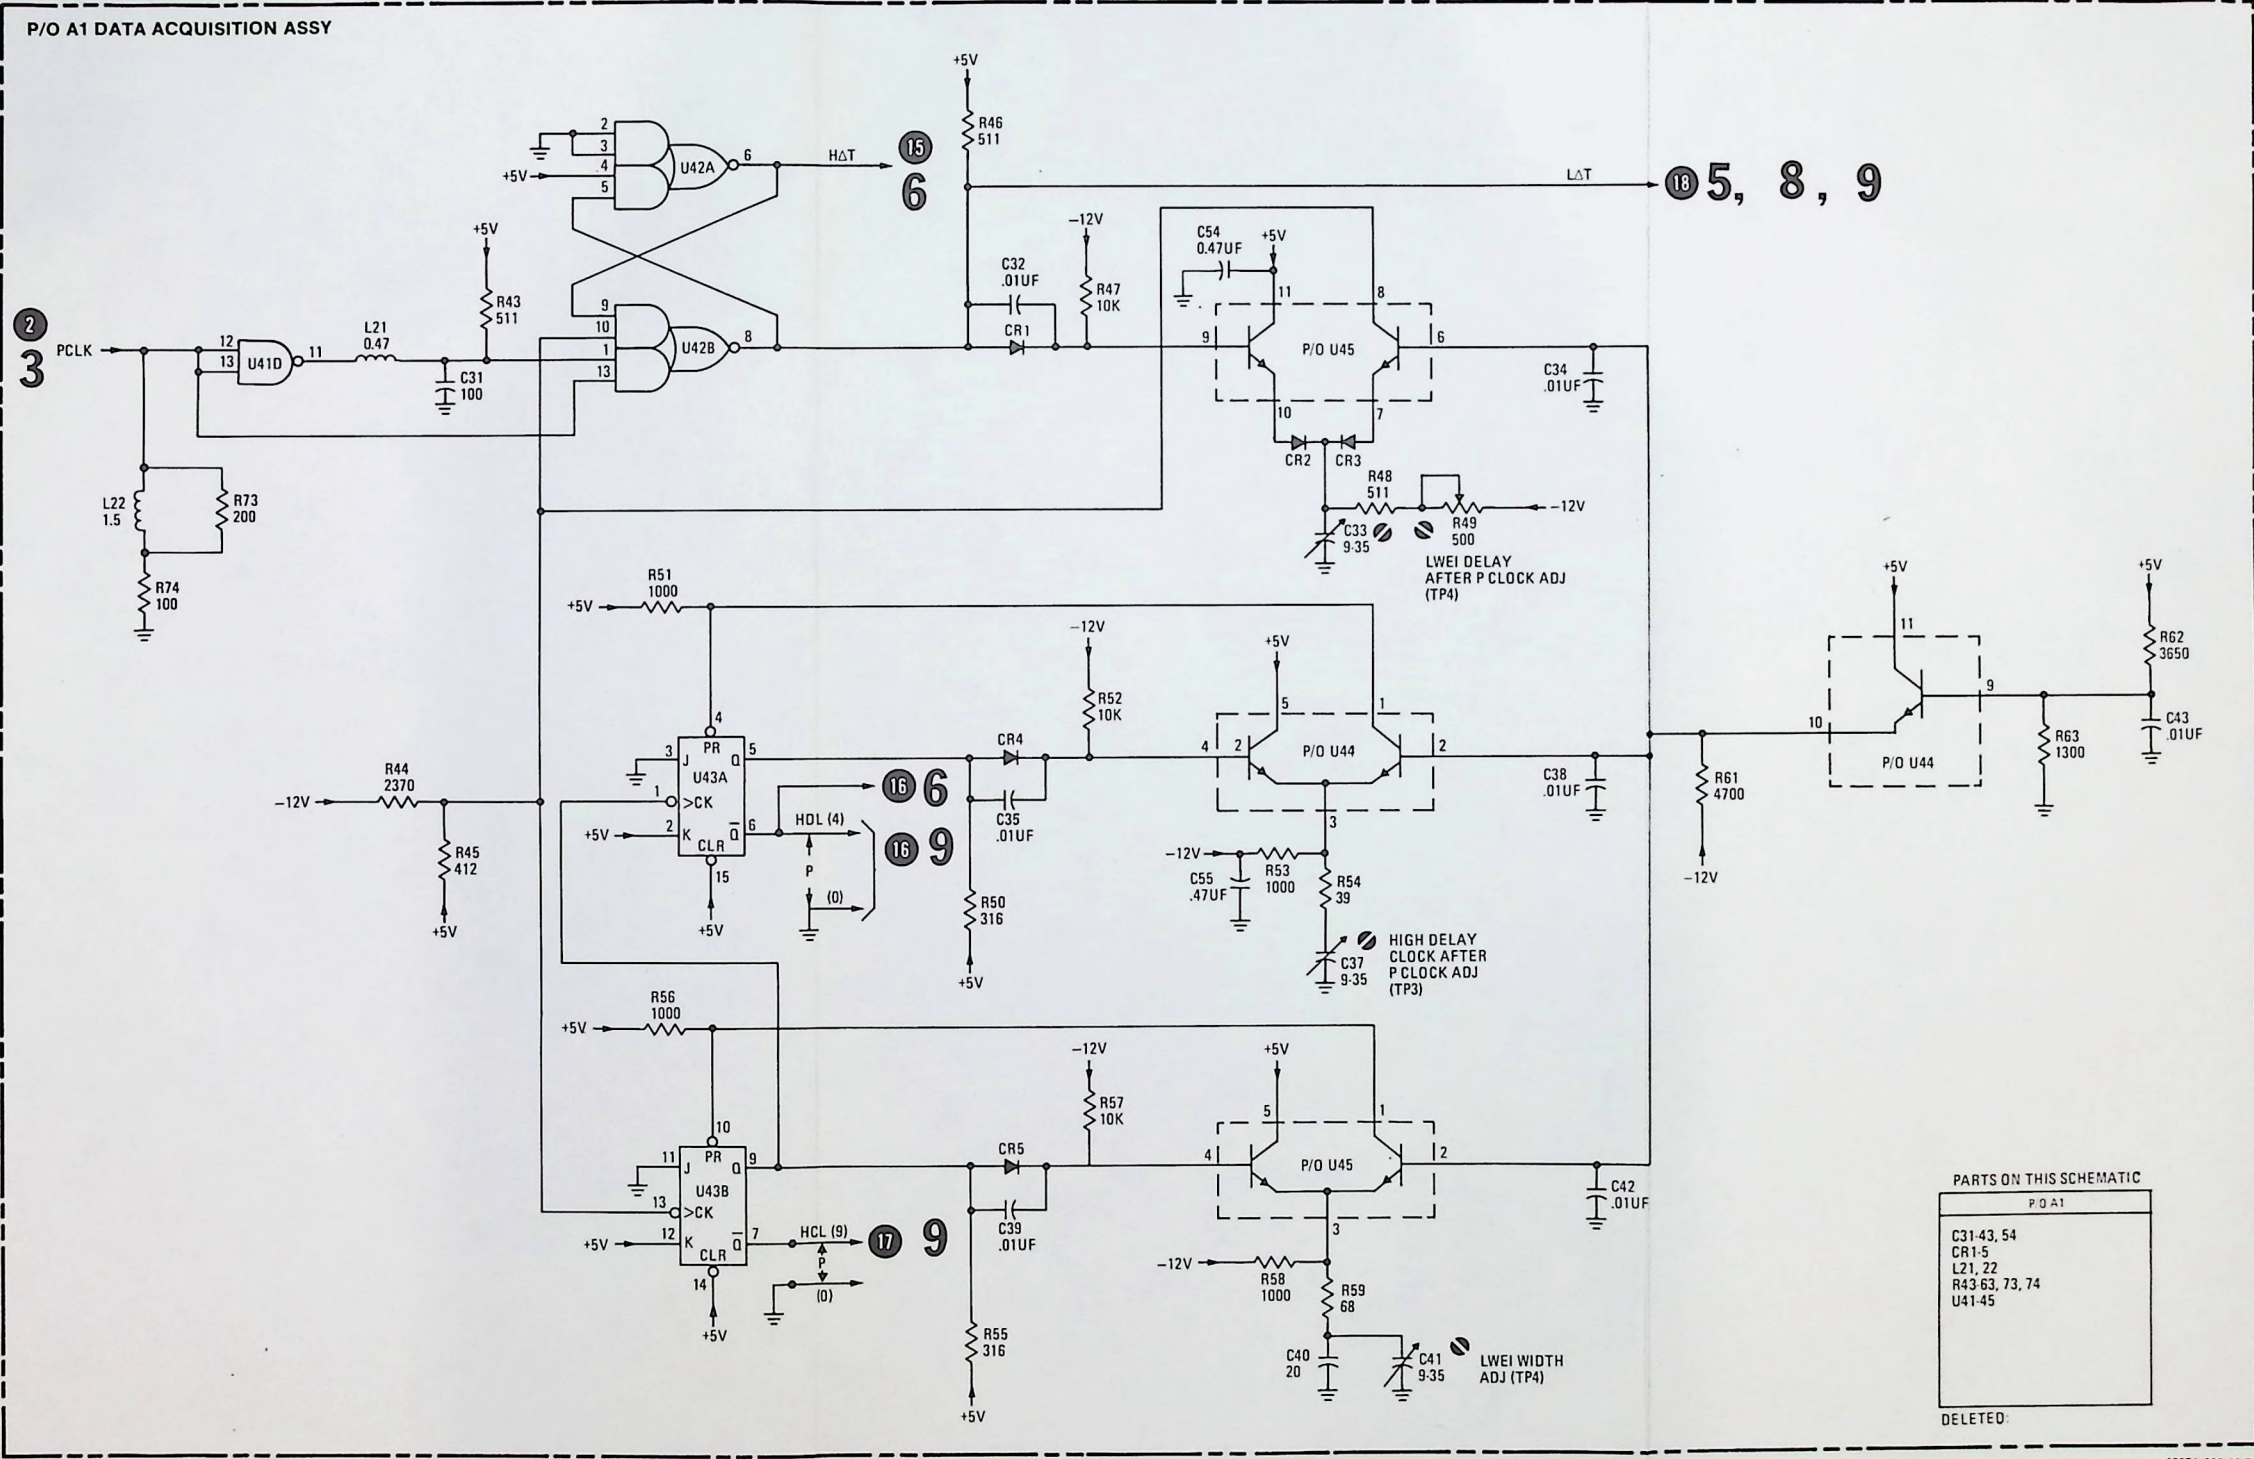 P/O A1 DATA ACQUISITION ASSY
+5V
R46
511
2
3
4
5
+5V
U42A
6
HΔT
15
6
LΔT
18 5, 8, 9
+5V
R43
511
-12V
R47
10K
C54
0.47UF
+5V
C32
.01UF
CR1
11
8
2
3
PCLK
12
13
U41D
11
L21
0.47
C31
100
9
10
1
13
U42B
8
9
P/O U45
6
10
7
C34
.01UF
CR2
CR3
R48
511
R49
500
-12V
C33
9-35
LWEI DELAY
AFTER P CLOCK ADJ
(TP4)
L22
1.5
R73
200
R74
100
R51
1000
+5V
-12V
R52
10K
+5V
5
1
4
2
P/O U44
2
3
C38
.01UF
4
3
J
PR
Q
5
U43A
1
>CK
+5V
2
K
CLR
Q
6
15
+5V
HDL (4)
P
(0)
16 6
16 9
CR4
C35
.01UF
R50
316
+5V
-12V
C55
.47UF
R53
1000
R54
39
C37
9-35
HIGH DELAY
CLOCK AFTER
P CLOCK ADJ
(TP3)
-12V
R44
2370
R45
412
+5V
+5V
11
10
9
P/O U44
R61
4700
-12V
R63
1300
+5V
R62
3650
C43
.01UF
R56
1000
+5V
-12V
R57
10K
+5V
5
1
4
P/O U45
2
3
C42
.01UF
10
11
J
PR
Q
9
U43B
13
>CK
+5V
12
K
CLR
Q
7
14
+5V
HCL (9)
P
(0)
17 9
CR5
C39
.01UF
R55
316
+5V
-12V
R58
1000
R59
68
C40
20
C41
9-35
LWEI WIDTH
ADJ (TP4)
PARTS ON THIS SCHEMATIC
P/O A1
C31-43, 54
CR1-5
L21, 22
R43-63, 73, 74
U41-45
DELETED: